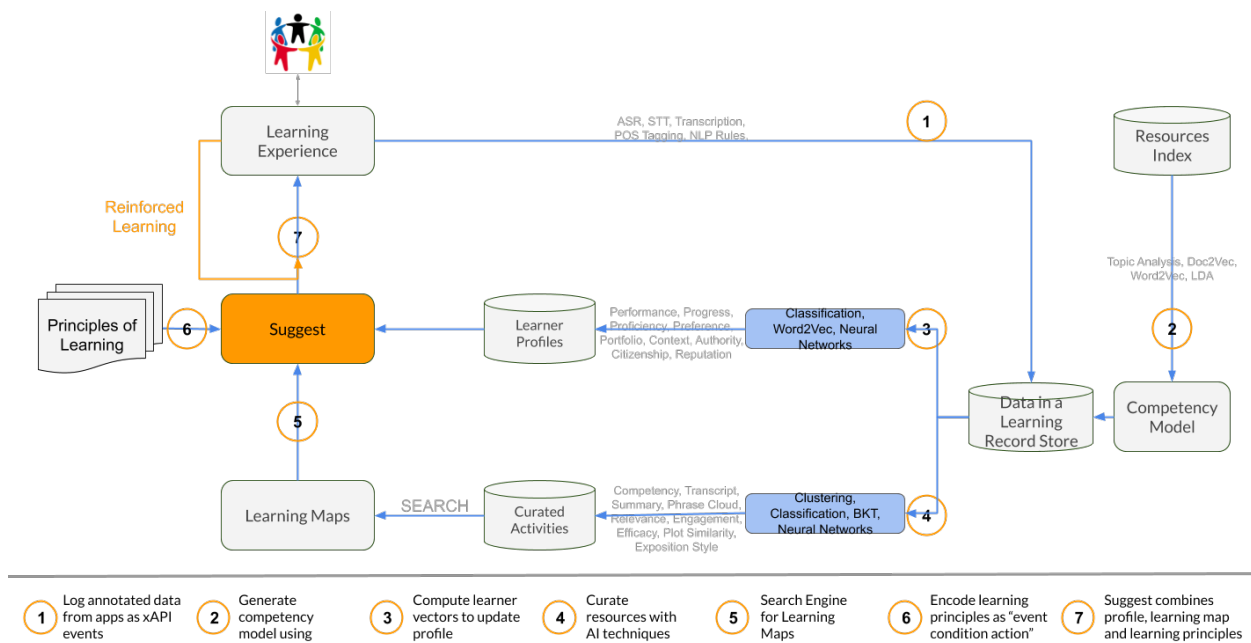 Learning
Experience
ASR, STT, Transcription,
POS Tagging, NLP Rules,
1
Resources
Index
Reinforced
Learning
7
Topic Analysis, Doc2Vec,
Word2Vec, LDA
Principles of
Learning
6
Suggest
Learner
Profiles
Performance, Progress,
Proficiency, Preference,
Portfolio, Context, Authority,
Citizenship, Reputation
Classification,
Word2Vec, Neural
Networks
3
2
5
Data in a
Learning
Record Store
Competency
Model
Learning Maps
SEARCH
Curated
Activities
Competency, Transcript,
Summary, Phrase Cloud,
Relevance, Engagement,
Efficacy, Plot Similarity,
Exposition Style
Clustering,
Classification, BKT,
Neural Networks
4
1
Log annotated data
from apps as xAPI
events
2
Generate
competency
model using
3
Compute learner
vectors to update
profile
4
Curate
resources with
AI techniques
5
Search Engine
for Learning
Maps
6
Encode learning
principles as “event
condition action”
7
Suggest combines
profile, learning map
and learning principles